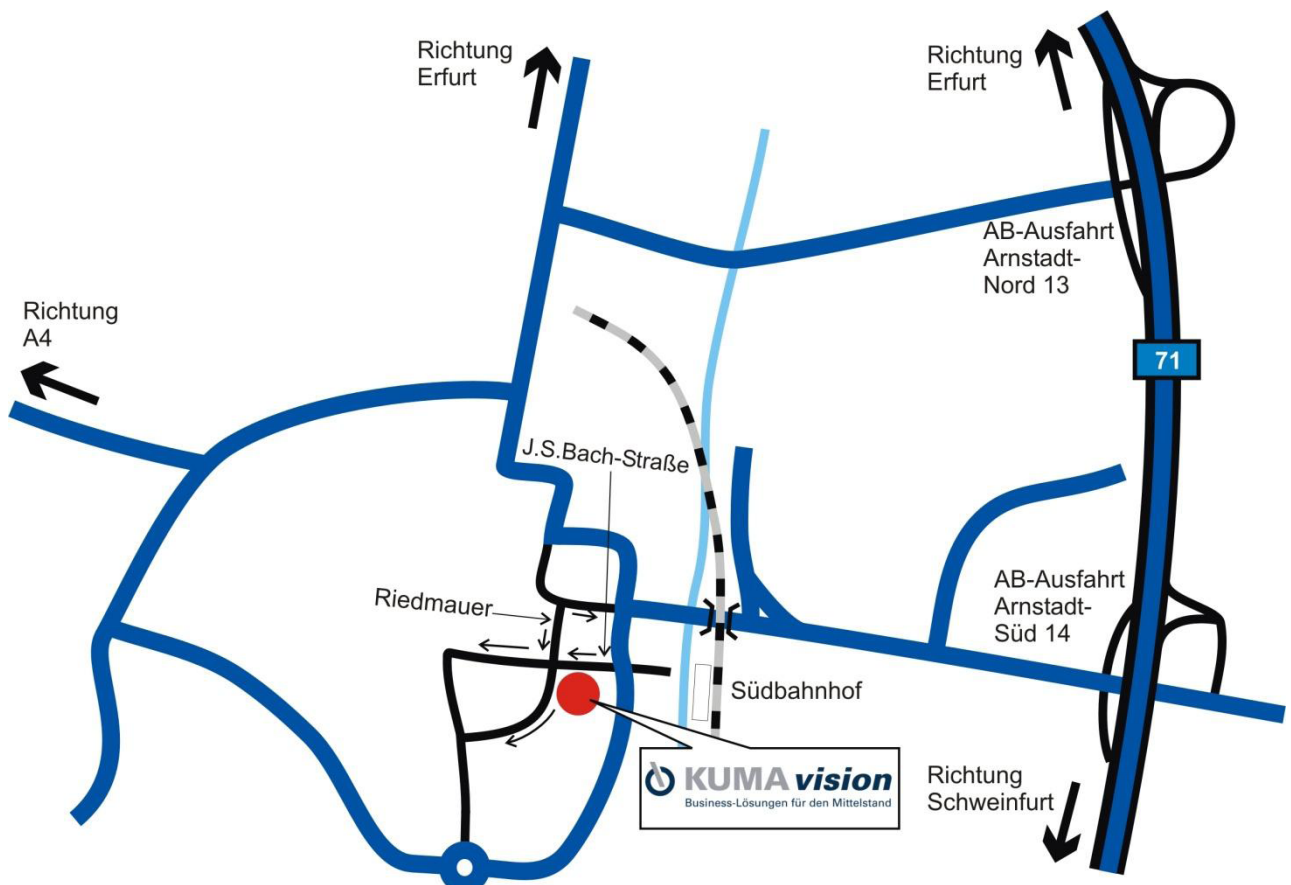 Richtung
Erfurt
Richtung
Erfurt
AB-Ausfahrt
Arnstadt-
Nord 13
Richtung
A4
71
J.S.Bach-Straße
Riedmauer
AB-Ausfahrt
Arnstadt-
Süd 14
Südbahnhof
KUMA vision
Business-Lösungen für den Mittelstand
Richtung
Schweinfurt